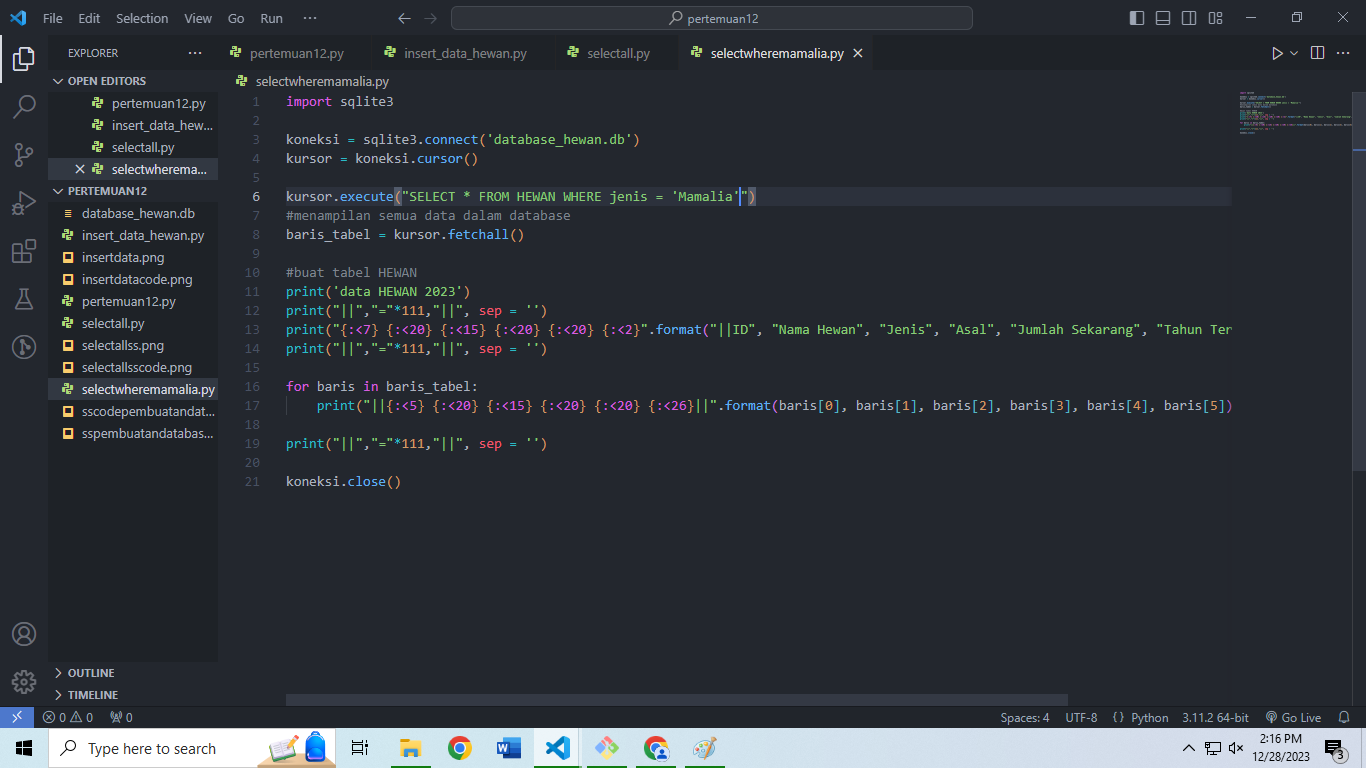 File Edit Selection View Go Run ··· pertemuan12
EXPLORER ···
OPEN EDITORS
pertemuan12.py
insert_data_hew...
selectall.py
selectwherema...
PERTEMUAN12
database_hewan.db
insert_data_hewan.py
insertdata.png
insertdatacode.png
pertemuan12.py
selectall.py
selectallss.png
selectallsscode.png
selectwheremamalia.py
sscodepembuatandat...
sspembuatandatabas...
OUTLINE
TIMELINE
pertemuan12.py insert_data_hewan.py selectall.py selectwheremamalia.py
selectwheremamalia.py
1 import sqlite3
2
3 koneksi = sqlite3.connect('database_hewan.db')
4 kursor = koneksi.cursor()
5
6 kursor.execute("SELECT * FROM HEWAN WHERE jenis = 'Mamalia'")
7 #menampilan semua data dalam database
8 baris_tabel = kursor.fetchall()
9
10 #buat tabel HEWAN
11 print('data HEWAN 2023')
12 print("||","="*111,"||", sep = '')
13 print("{:<7} {:<20} {:<15} {:<20} {:<20} {:<2}".format("||ID", "Nama Hewan", "Jenis", "Asal", "Jumlah Sekarang", "Tahun Ter
14 print("||","="*111,"||", sep = '')
15
16 for baris in baris_tabel:
17 print("||{:<5} {:<20} {:<15} {:<20} {:<20} {:<26}||".format(baris[0], baris[1], baris[2], baris[3], baris[4], baris[5])
18
19 print("||","="*111,"||", sep = '')
20
21 koneksi.close()
0 0 0 Spaces: 4 UTF-8 {} Python 3.11.2 64-bit Go Live
Type here to search
2:16 PM
12/28/2023
3